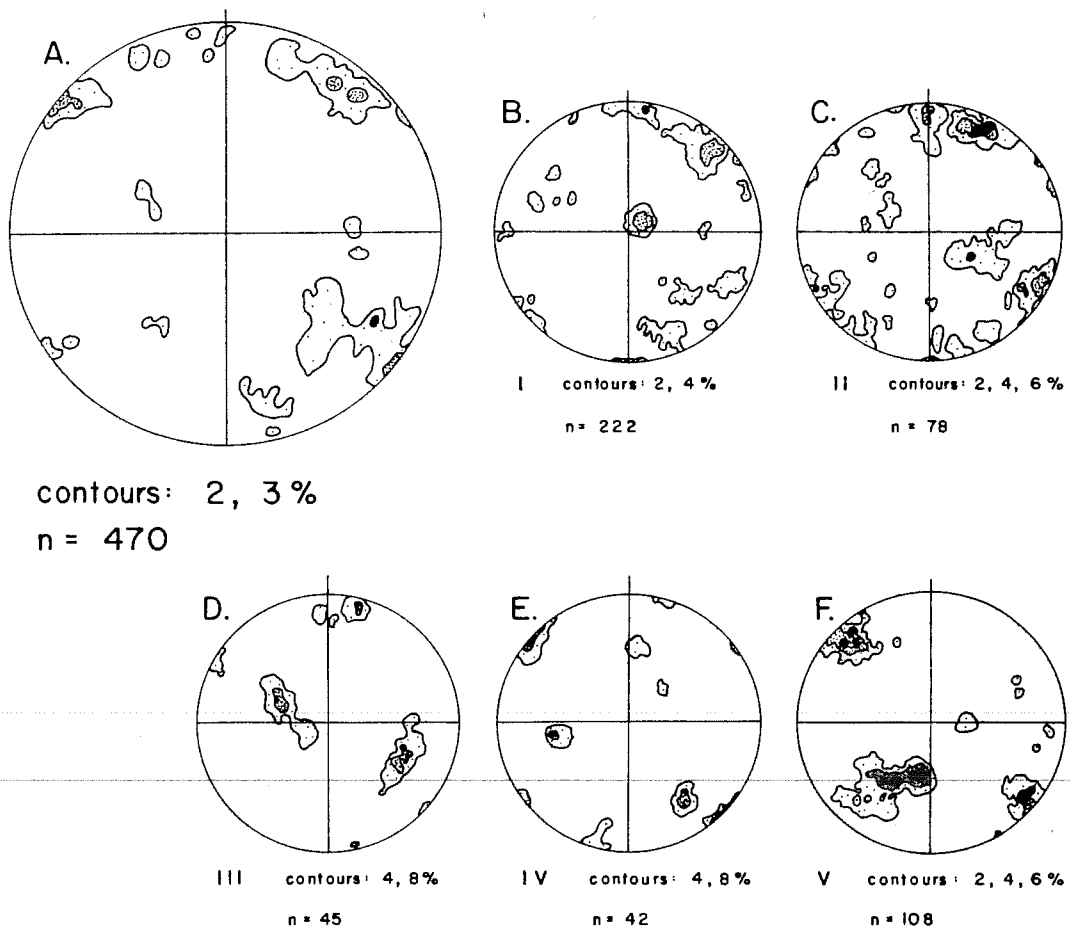 A.
contours: 2, 3%
n = 470
B.
I contours: 2, 4%
n= 222
C.
II contours: 2, 4, 6%
n = 78
D.
III contours: 4, 8%
n = 45
E.
IV contours: 4, 8%
n = 42
F.
V contours: 2, 4, 6%
n = 108